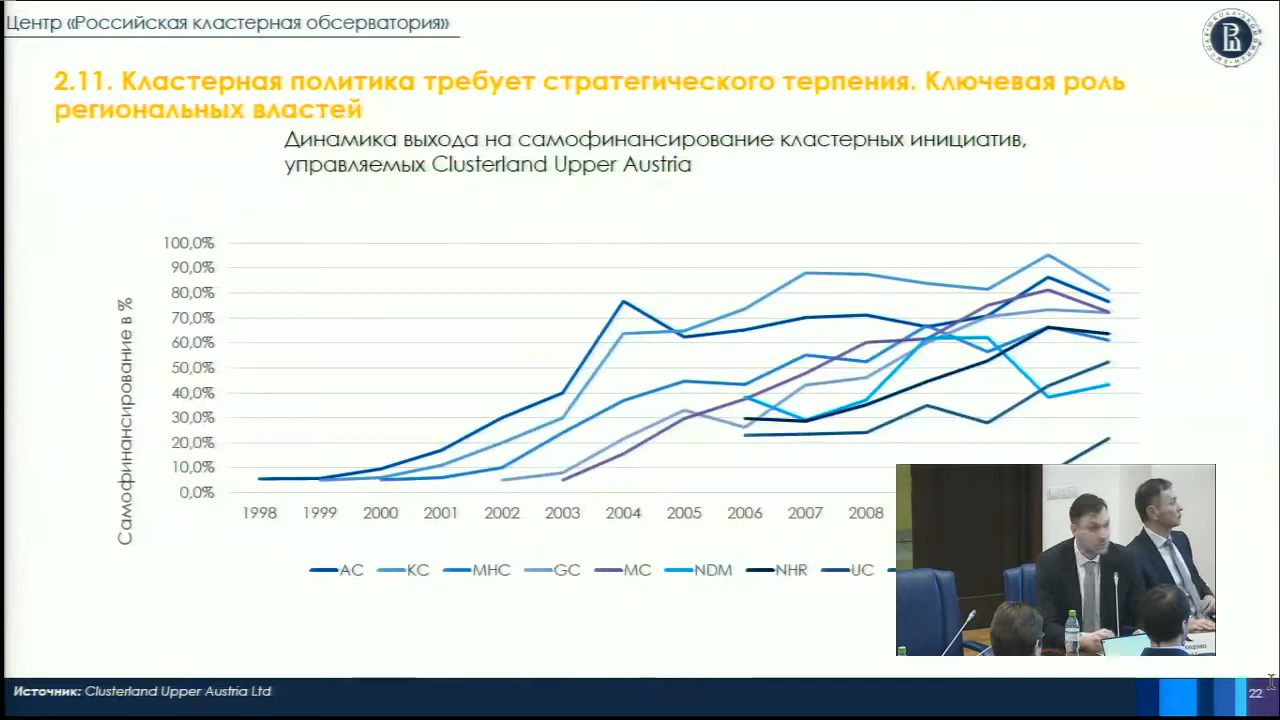 Центр «Российская кластерная обсерватория»
2.11. Кластерная политика требует стратегического терпения. Ключевая роль
региональных властей
Динамика выхода на самофинансирование кластерных инициатив,
управляемых Clusterland Upper Austria
Самофинансирование в %
100,0%
90,0%
80,0%
70,0%
60,0%
50,0%
40,0%
30,0%
20,0%
10,0%
0,0%
1998 1999 2000 2001 2002 2003 2004 2005 2006 2007 2008
AC KC MHC GC MC NDM NHR UC
Источник: Clusterland Upper Austria Ltd
22